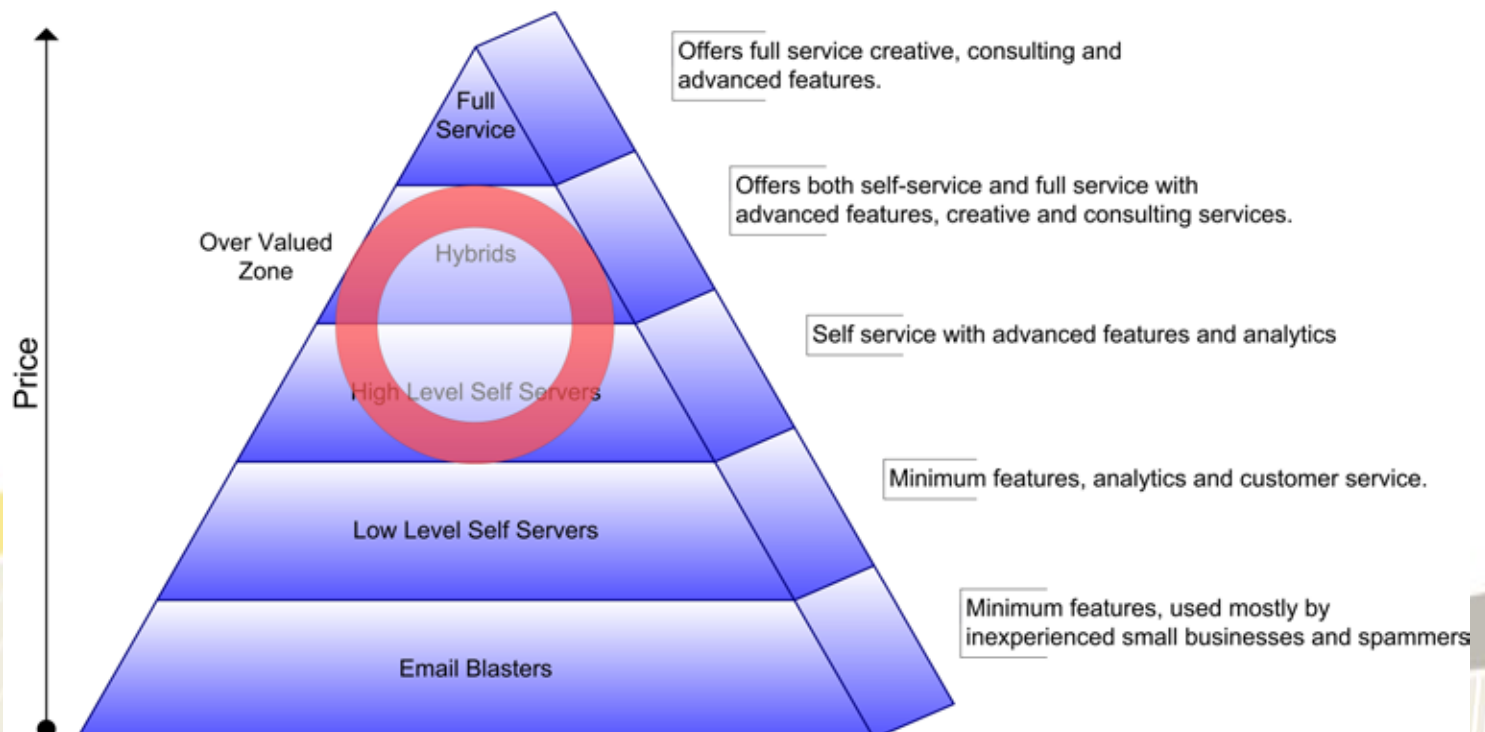 Full
Service
Offers full service creative, consulting and
advanced features.
Over Valued
Zone
Hybrids
Offers both self-service and full service with
advanced features, creative and consulting services.
Price
High Level Self Servers
Self service with advanced features and analytics
Low Level Self Servers
Minimum features, analytics and customer service.
Email Blasters
Minimum features, used mostly by
inexperienced small businesses and spammers